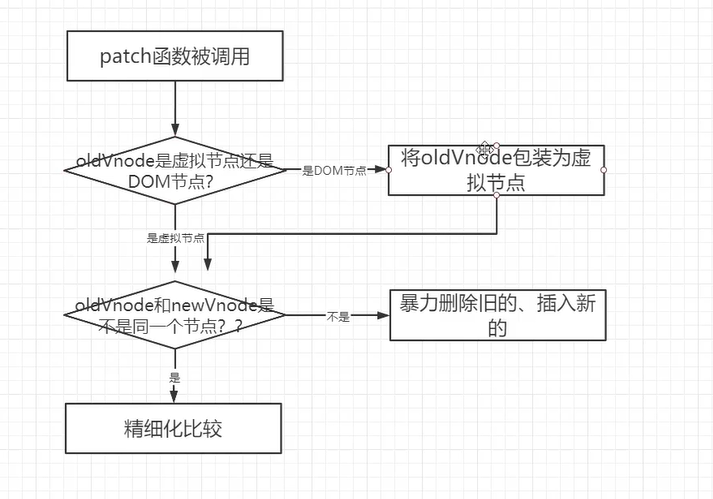 patch函数被调用
oldVnode是虚拟节点还是
DOM节点？
是DOM节点
将oldVnode包装为虚
拟节点
是虚拟节点
oldVnode和newVnode是
不是同一个节点？？
不是
暴力删除旧的、插入新
的
是
精细化比较